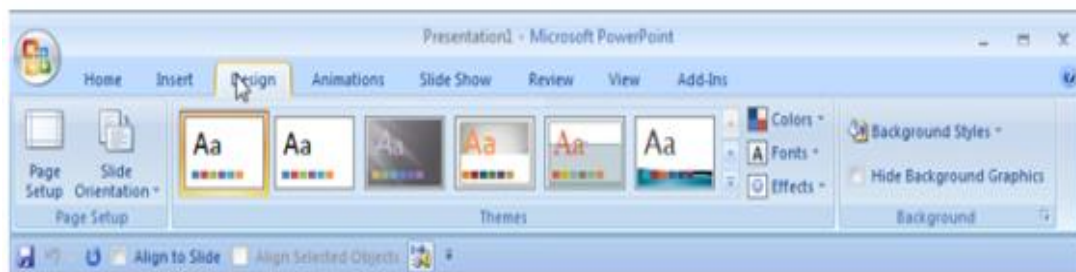 Presentation1 - Microsoft PowerPoint
Home Insert Design Animations Slide Show Review View Add-Ins
Aa Aa Aa Aa Aa Aa
Colors
Fonts
Effects
Background Styles
Hide Background Graphics
Page Setup
Slide Orientation
Page Setup Themes Background
Align to Slide Align Selected Objects